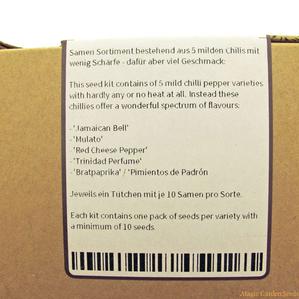 Samen Sortiment bestehend aus 5 milden Chilis mit
wenig Schärfe - dafür aber viel Geschmack:
This seed kit contains of 5 mild chilli pepper varieties
with hardly any or no heat at all. Instead these
chillies offer a wonderful spectrum of flavours:
- 'Jamaican Bell'
- 'Mulato'
- 'Red Cheese Pepper'
- 'Trinidad Perfume'
- 'Bratpaprika' / 'Pimientos de Padrón
Jeweils ein Tütchen mit je 10 Samen pro Sorte.
Each kit contains one pack of seeds per variety with
a minimum of 10 seeds.
Magic Garden Seeds